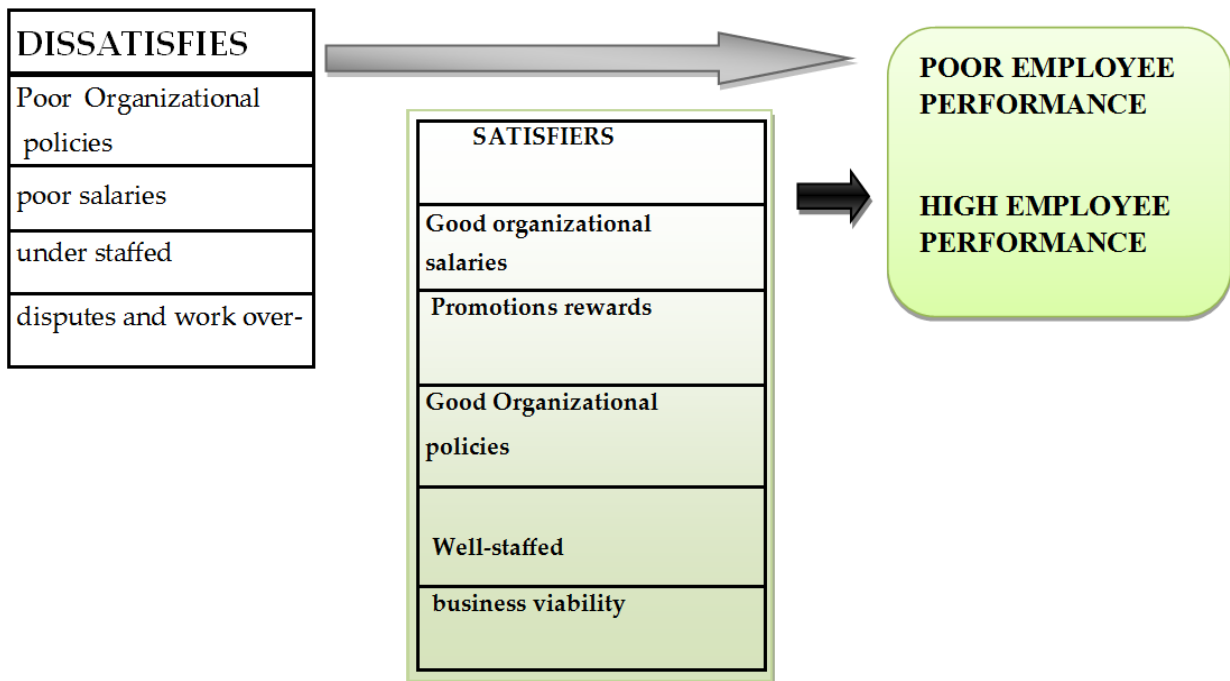 DISSATISFIES
Poor Organizational
policies
poor salaries
under staffed
disputes and work over-
SATISFIERS
Good organizational
salaries
Promotions rewards
Good Organizational
policies
Well-staffed
business viability
POOR EMPLOYEE
PERFORMANCE
HIGH EMPLOYEE
PERFORMANCE